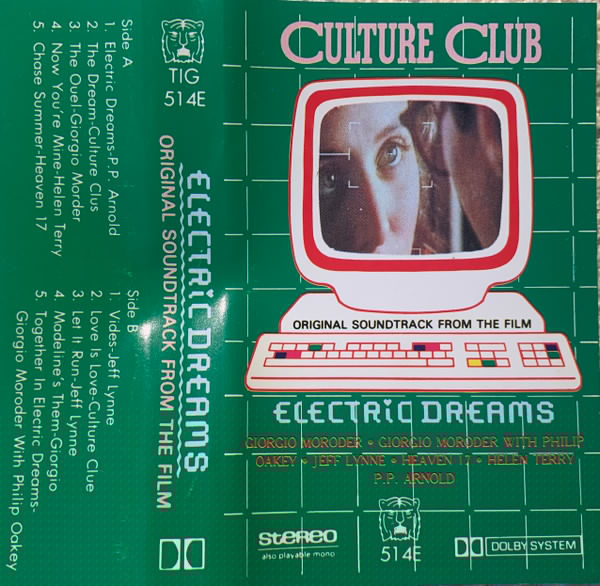 Side A
1. Electric Dreams-P.P. Arnold
2. The Dream-Culture Clus
3. The Ouel-Giorgio Morder
4. Now You're Mine-Helen Terry
5. Chase Summer-Heaven 17
Side B
1. Vides-Jeff Lynne
2. Love Is Love-Culture Clue
3. Let It Run-Jeff Lynne
4. Madeline's Them-Giorgio
5. Together In Electric Dreams-
Giorgio Moroder With Philip Oakey
TIG
514E
ELECTRIC DREAMS
ORIGINAL SOUNDTRACK FROM THE FILM
CULTURE CLUB
ORIGINAL SOUNDTRACK FROM THE FILM
ELECTRIC DREAMS
GIORGIO MORODER • GIORGIO MORODER WITH PHILIP
OAKEY • JEFF LYNNE • HEAVEN 17 • HELEN TERRY
P.P. ARNOLD
STEREO
also playable mono
514E
DOLBY SYSTEM